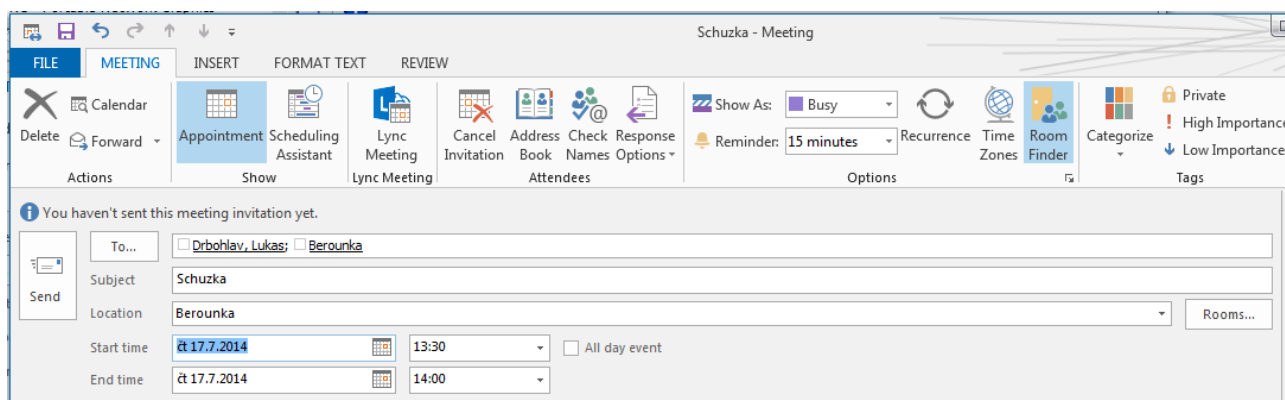 Schuzka - Meeting
FILE MEETING INSERT FORMAT TEXT REVIEW
Delete
Calendar
Forward
Actions
Appointment
Scheduling
Assistant
Show
Lync
Meeting
Lync Meeting
Cancel
Invitation
Address
Book
Check
Names
Response
Options
Attendees
Show As: Busy
Reminder: 15 minutes
Recurrence
Time
Zones
Room
Finder
Options
Categorize
Private
High Importance
Low Importance
Tags
You haven't sent this meeting invitation yet.
Send
To... Drbohlav, Lukas; Berounka
Subject Schuzka
Location Berounka Rooms...
Start time čt 17.7.2014 13:30 All day event
End time čt 17.7.2014 14:00